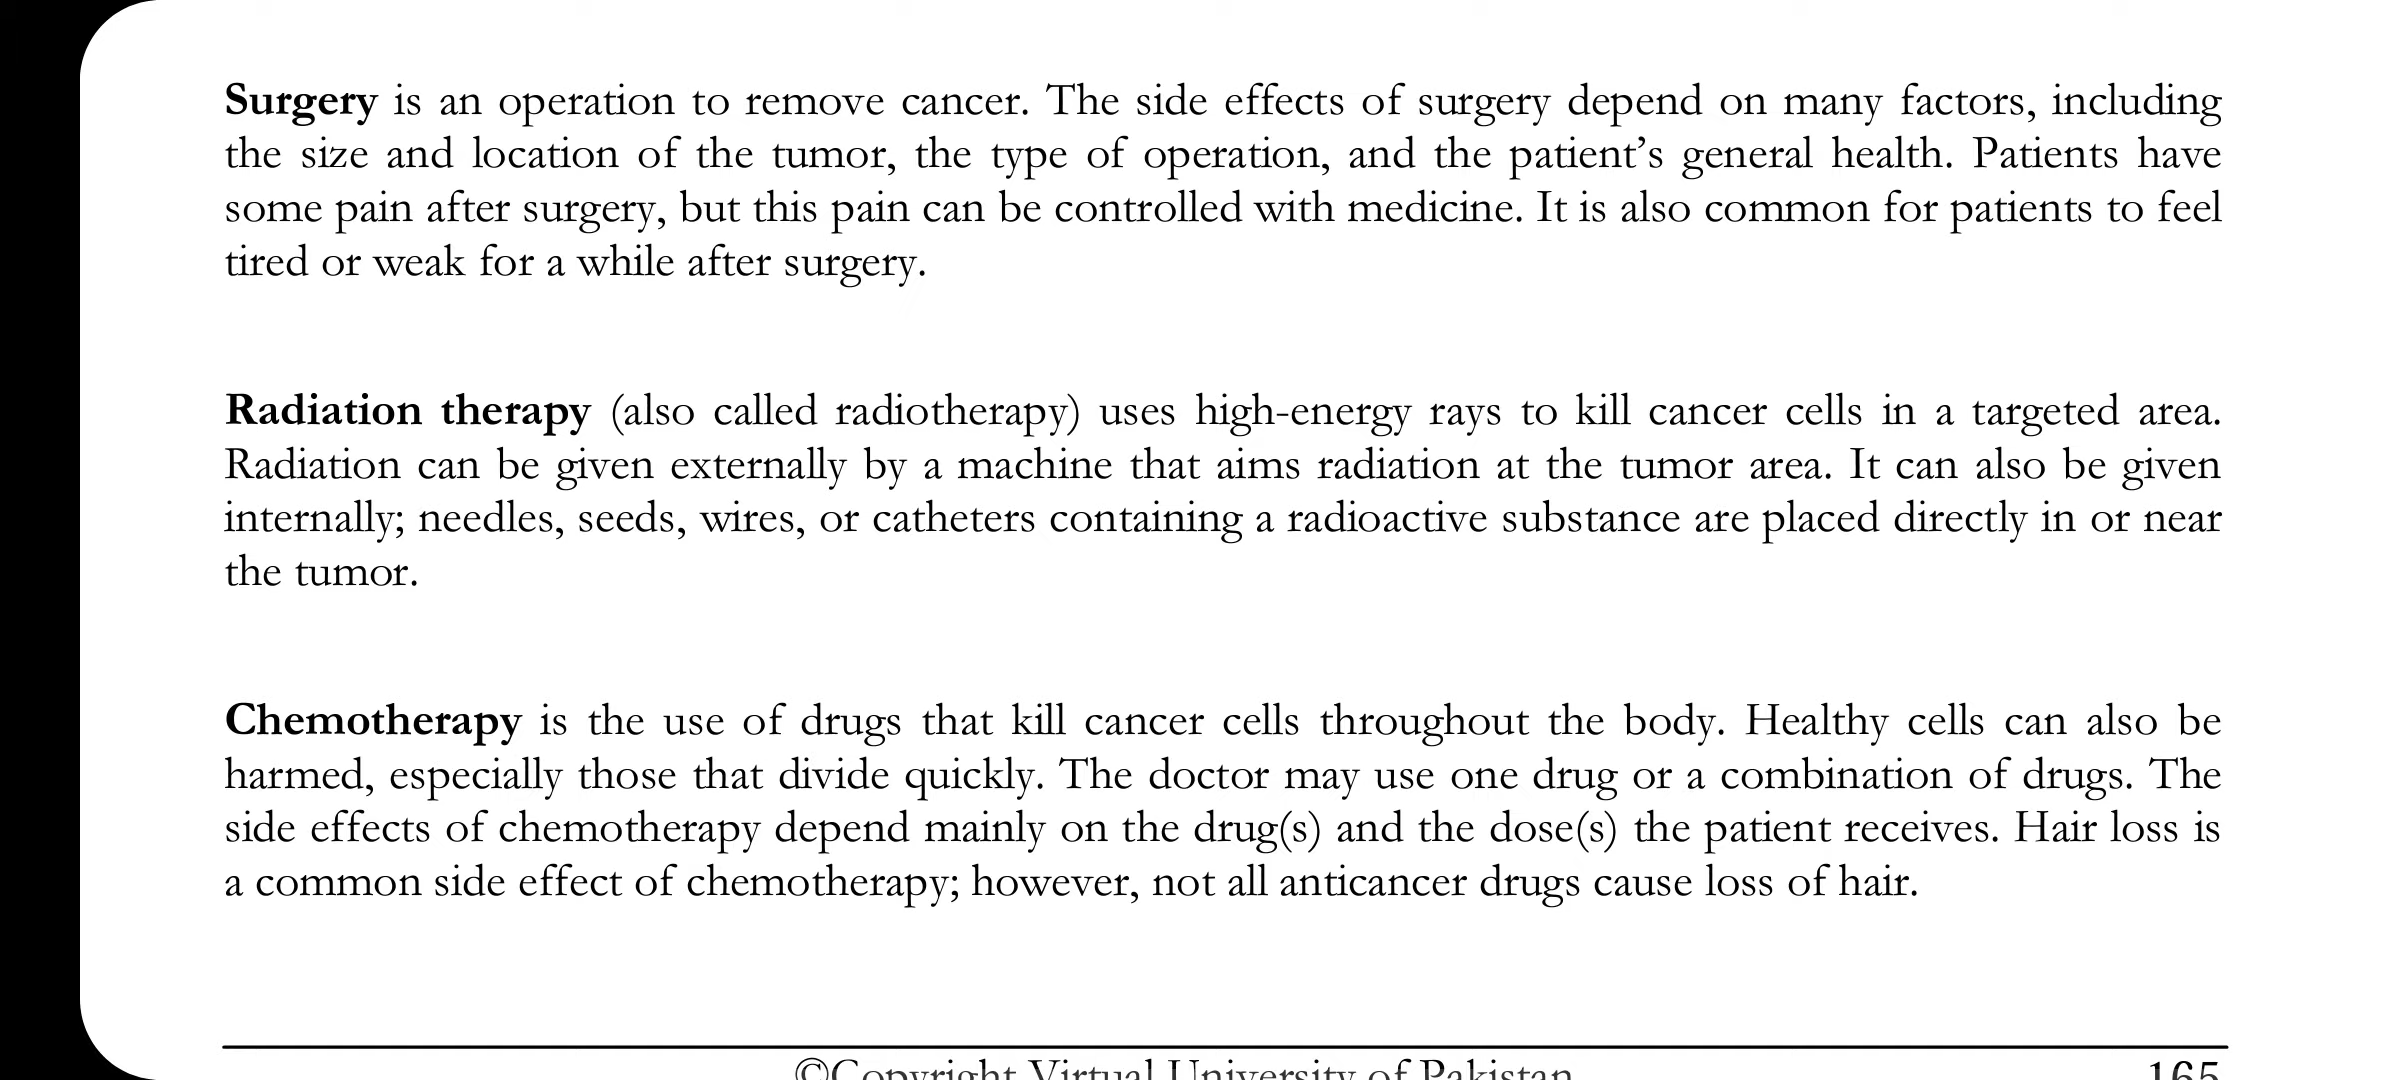 Surgery is an operation to remove cancer. The side effects of surgery depend on many factors, including
the size and location of the tumor, the type of operation, and the patient’s general health. Patients have
some pain after surgery, but this pain can be controlled with medicine. It is also common for patients to feel
tired or weak for a while after surgery.
Radiation therapy (also called radiotherapy) uses high-energy rays to kill cancer cells in a targeted area.
Radiation can be given externally by a machine that aims radiation at the tumor area. It can also be given
internally; needles, seeds, wires, or catheters containing a radioactive substance are placed directly in or near
the tumor.
Chemotherapy is the use of drugs that kill cancer cells throughout the body. Healthy cells can also be
harmed, especially those that divide quickly. The doctor may use one drug or a combination of drugs. The
side effects of chemotherapy depend mainly on the drug(s) and the dose(s) the patient receives. Hair loss is
a common side effect of chemotherapy; however, not all anticancer drugs cause loss of hair.
©Copyright Virtual University of Pakistan 165